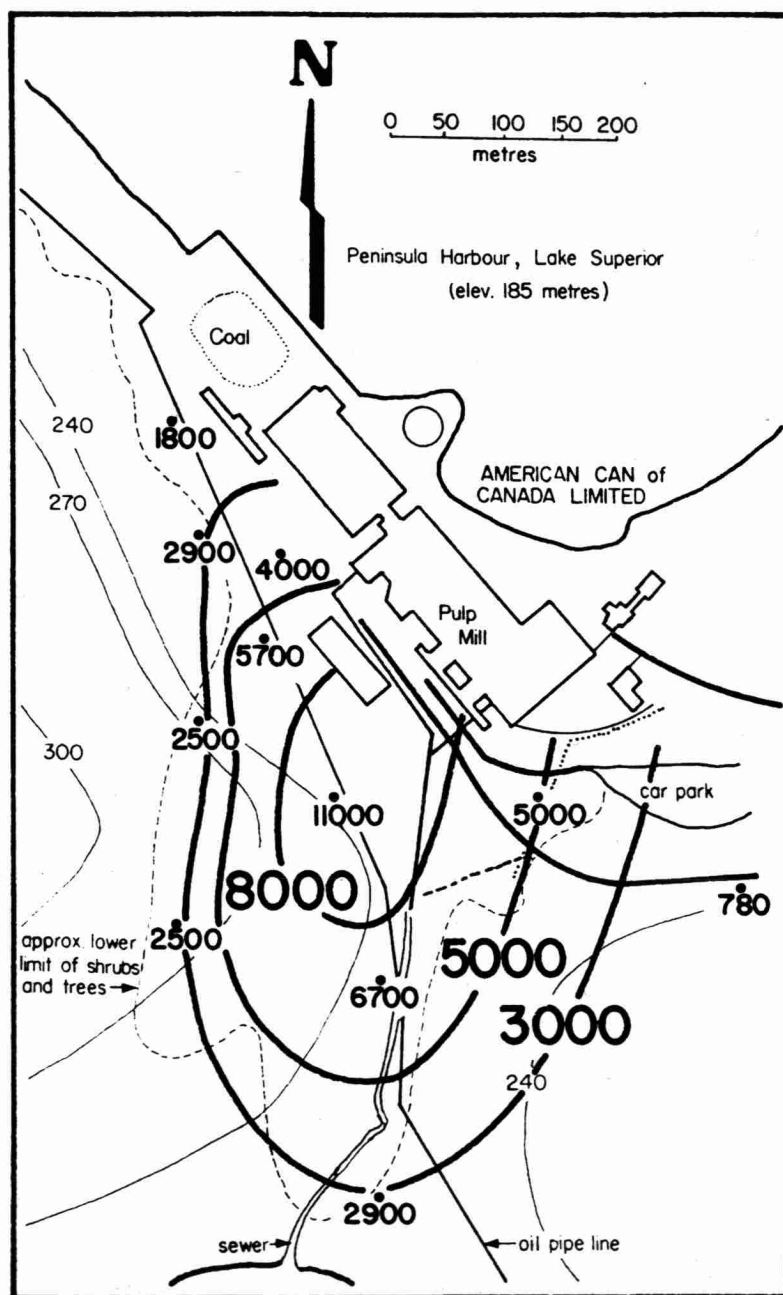 N
0 50 100 150 200
metres
Peninsula Harbour, Lake Superior
(elev. 185 metres)
Coal
240
1800
270
AMERICAN CAN of
CANADA LIMITED
2900
4000
Pulp
Mill
5700
2500
300
car park
11000
5000
8000
780
2500
approx. lower
limit of shrubs
and trees
5000
6700
3000
240
2900
sewer
oil pipe line